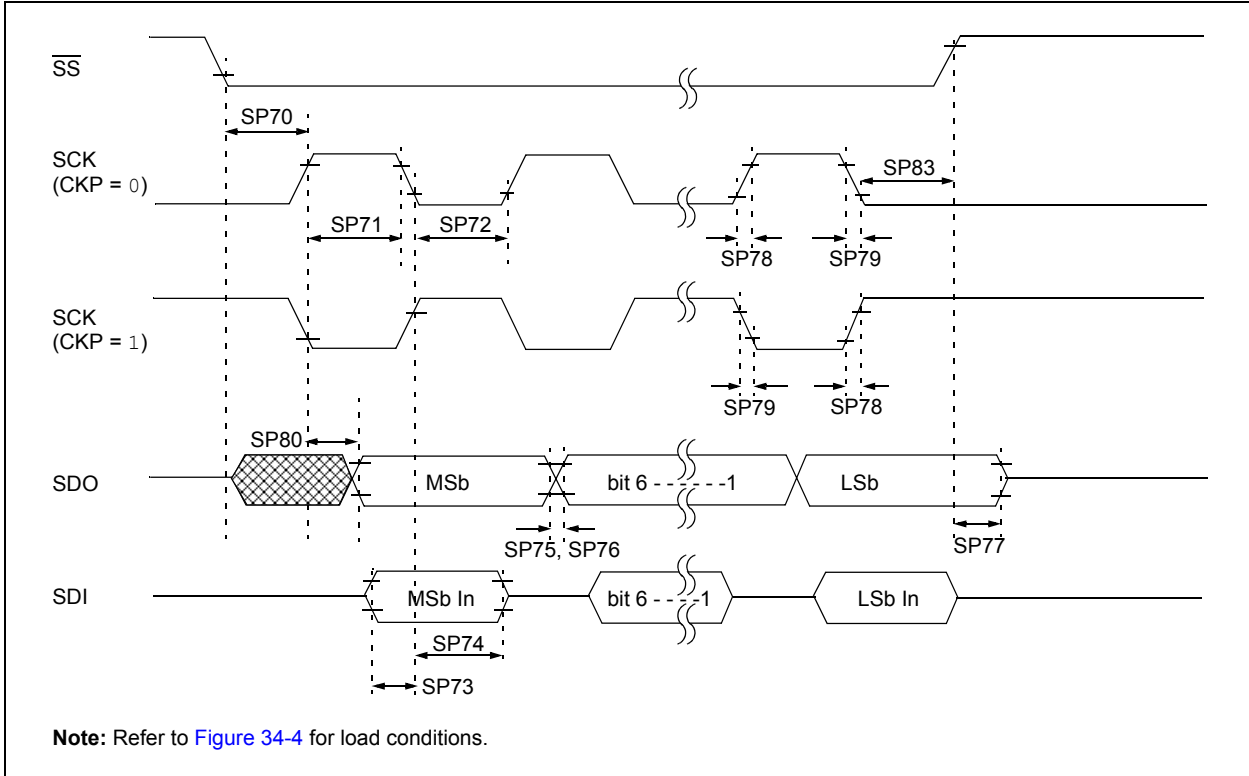 SS
SP70
SCK
(CKP = 0)
SP83
SP71
SP72
SP78
SP79
SCK
(CKP = 1)
SP79
SP78
SP80
SDO
MSb
bit 6 - - - - - -1
LSb
SP75, SP76
SP77
SDI
MSb In
bit 6 - - - -1
LSb In
SP74
SP73
Note: Refer to Figure 34-4 for load conditions.